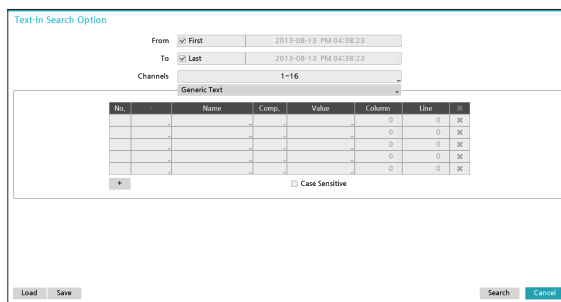 Text-In Search Option
From First 2013-08-13 PM 04:38:23
To Last 2013-08-13 PM 04:38:23
Channels 1~16 ...
Generic Text
No. - Name Comp. Value Column Line ✖
... ... ... 0 0 ✖
... ... ... 0 0 ✖
... ... ... 0 0 ✖
... ... ... 0 0 ✖
... ... ... 0 0 ✖
+ Case Sensitive
Load Save Search Cancel